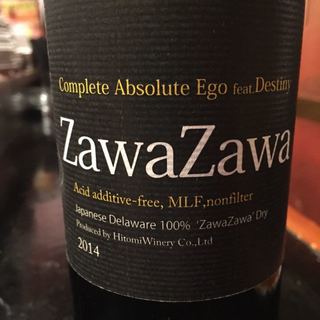 Complete Absolute Ego feat.Destiny
ZawaZawa
Acid additive-free, MLF,nonfilter
Japanese Delaware 100% 'ZawaZawa' Dry
Produced by HitomiWinery Co.,Ltd
2014